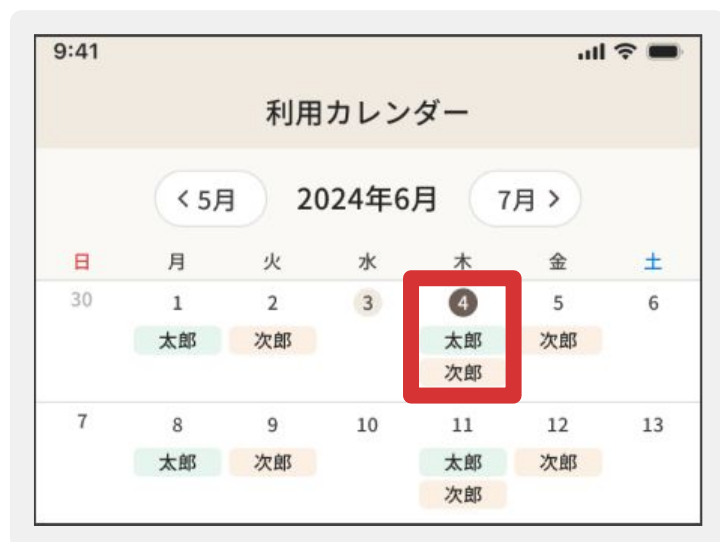 9:41
利用カレンダー
< 5月 2024年6月 7月 >
日 月 火 水 木 金 土
30 1 2 3 4 5 6
太郎 次郎 太郎 次郎
次郎
7 8 9 10 11 12 13
太郎 次郎 太郎 次郎
次郎